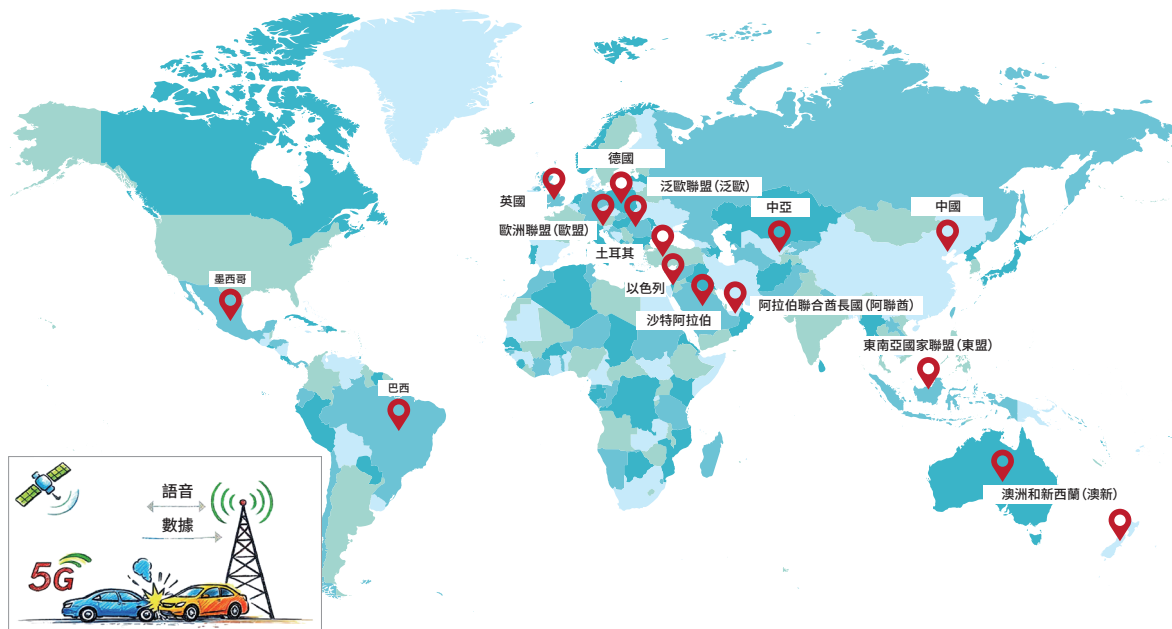 德國
泛歐聯盟(泛歐)
英國
中亞
中國
歐洲聯盟(歐盟)
土耳其
墨西哥
以色列
阿拉伯聯合酋長國(阿聯酋)
沙特阿拉伯
東南亞國家聯盟(東盟)
巴西
澳洲和新西蘭(澳新)
語音
數據
5G